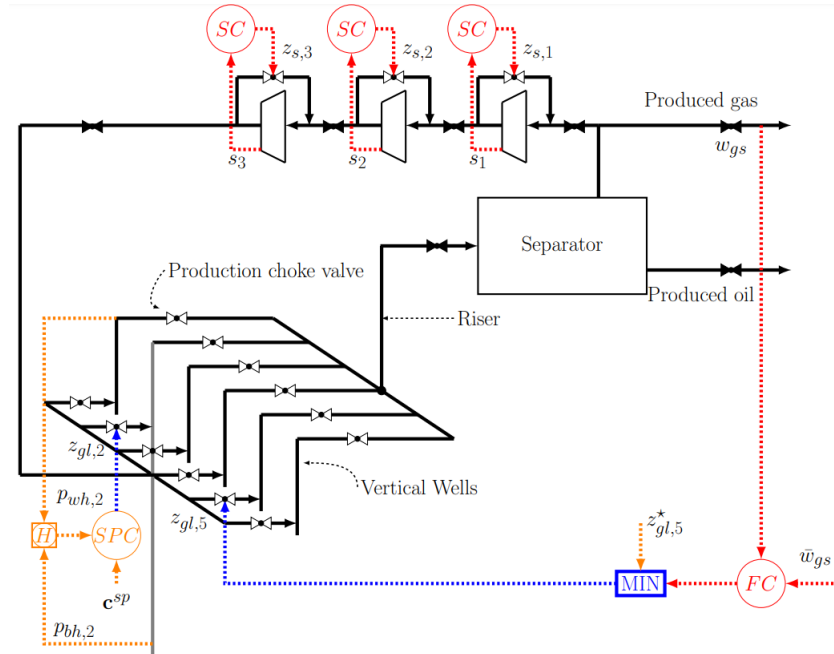 SC
SC
SC
z_{s,3}
z_{s,2}
z_{s,1}
Produced gas
s_3
s_2
s_1
w_{gs}
Separator
Production choke valve
Produced oil
Riser
z_{gl,2}
Vertical Wells
p_{wh,2}
z_{gl,5}
z^{⋆}_{gl,5}
H
SPC
\bar{w}_{gs}
MIN
FC
c^{sp}
p_{bh,2}